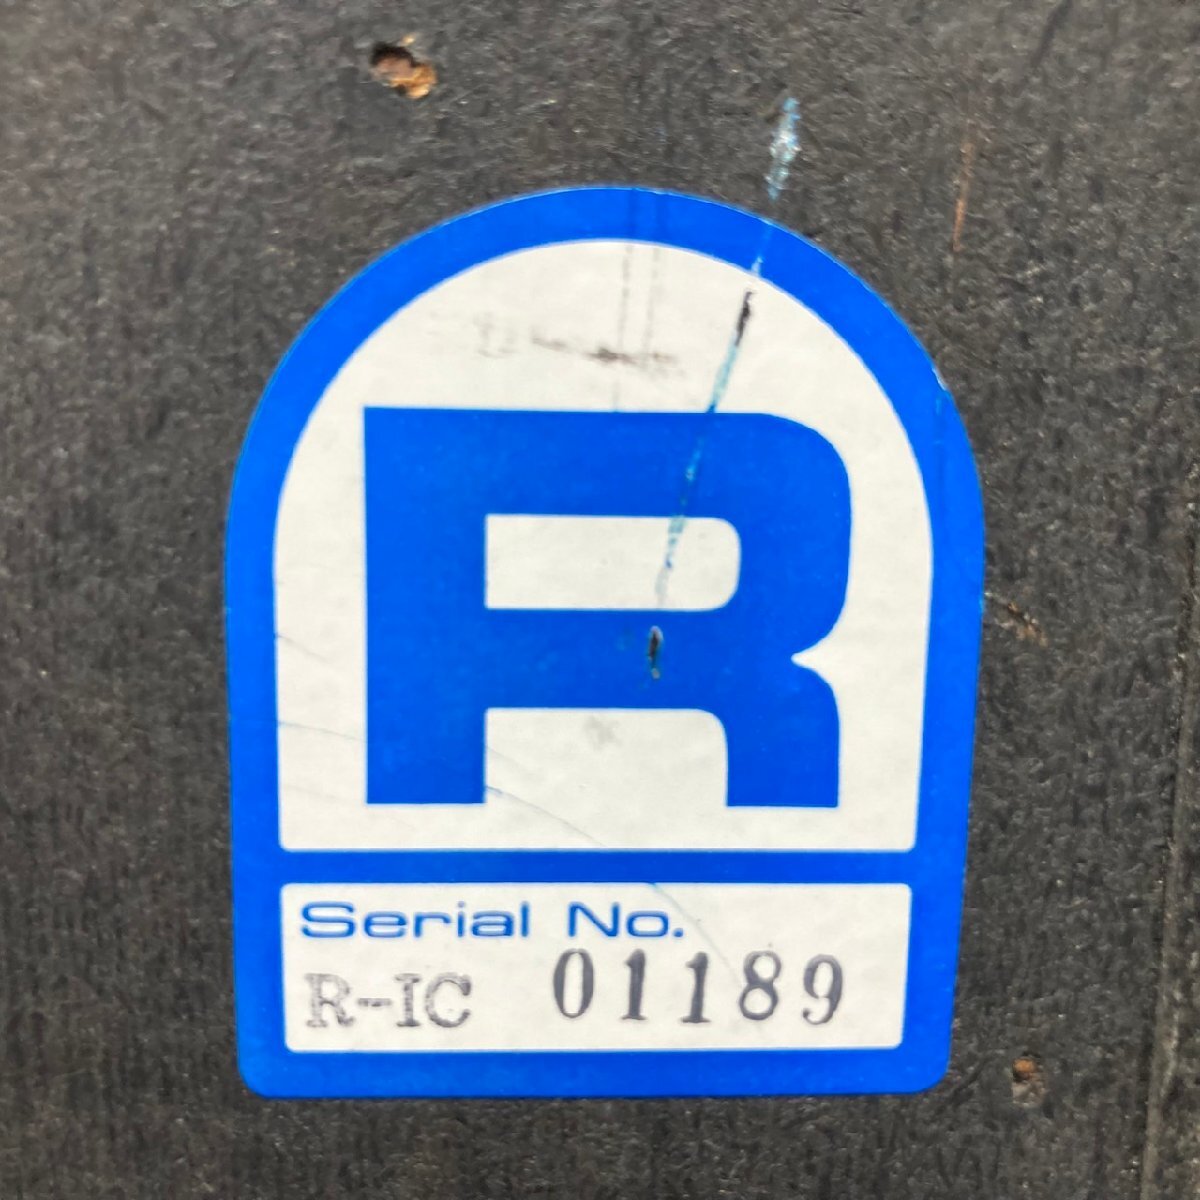 R
Serial No.
R-IC 01189